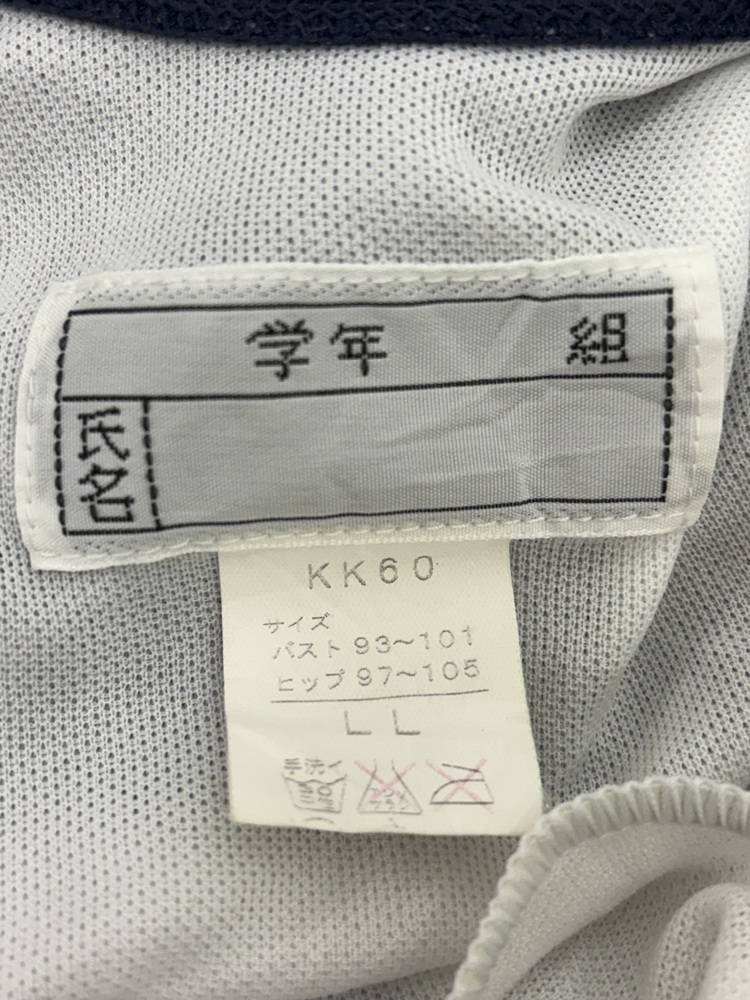 学年 組
氏名
KK60
サイズ
バスト 93〜101
ヒップ 97〜105
LL